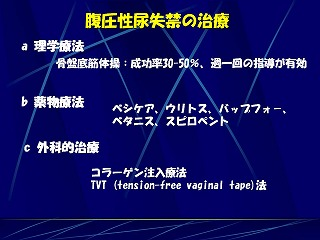 腹圧性尿失禁の治療
a 理学療法
骨盤底筋体操：成功率30-50％、週一回の指導が有効
b 薬物療法
ベシケア、ウリトス、バップフォー、
ベタニス、スピロペント
c 外科的治療
コラーゲン注入療法
TVT (tension-free vaginal tape)法